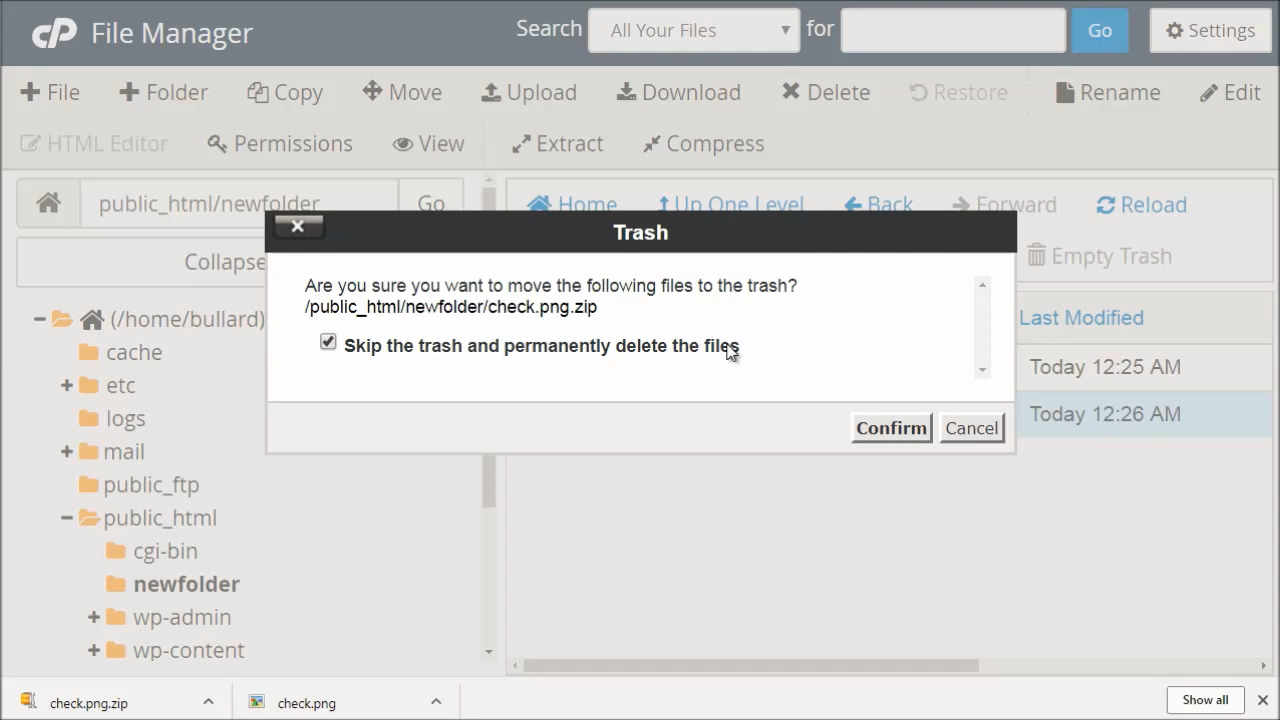 cP File Manager Search All Your Files for Go Settings
File Folder Copy Move Upload Download Delete Restore Rename Edit
HTML Editor Permissions View Extract Compress
public_html/newfolder Go Home Up One Level Back Forward Reload
Collapse Empty Trash
Trash
Are you sure you want to move the following files to the trash?
/public_html/newfolder/check.png.zip
Skip the trash and permanently delete the files
Confirm Cancel
Last Modified
Today 12:25 AM
Today 12:26 AM
(/home/bullard)
cache
etc
logs
mail
public_ftp
public_html
cgi-bin
newfolder
wp-admin
wp-content
check.png.zip check.png Show all